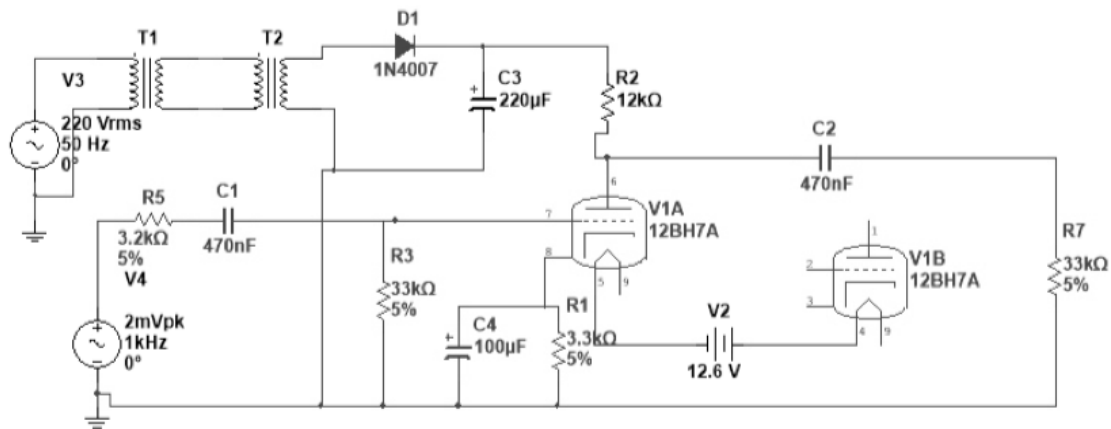 T1
T2
D1
1N4007
V3
220 Vrms
50 Hz
0°
C3
+
220µF
R2
12kΩ
C2
470nF
R5
3.2kΩ
5%
C1
470nF
V4
2mVpk
1kHz
0°
R3
33kΩ
5%
6
7
8
5
9
V1A
12BH7A
1
2
3
4
9
V1B
12BH7A
R7
33kΩ
5%
C4
+
100µF
R1
3.3kΩ
5%
V2
12.6 V